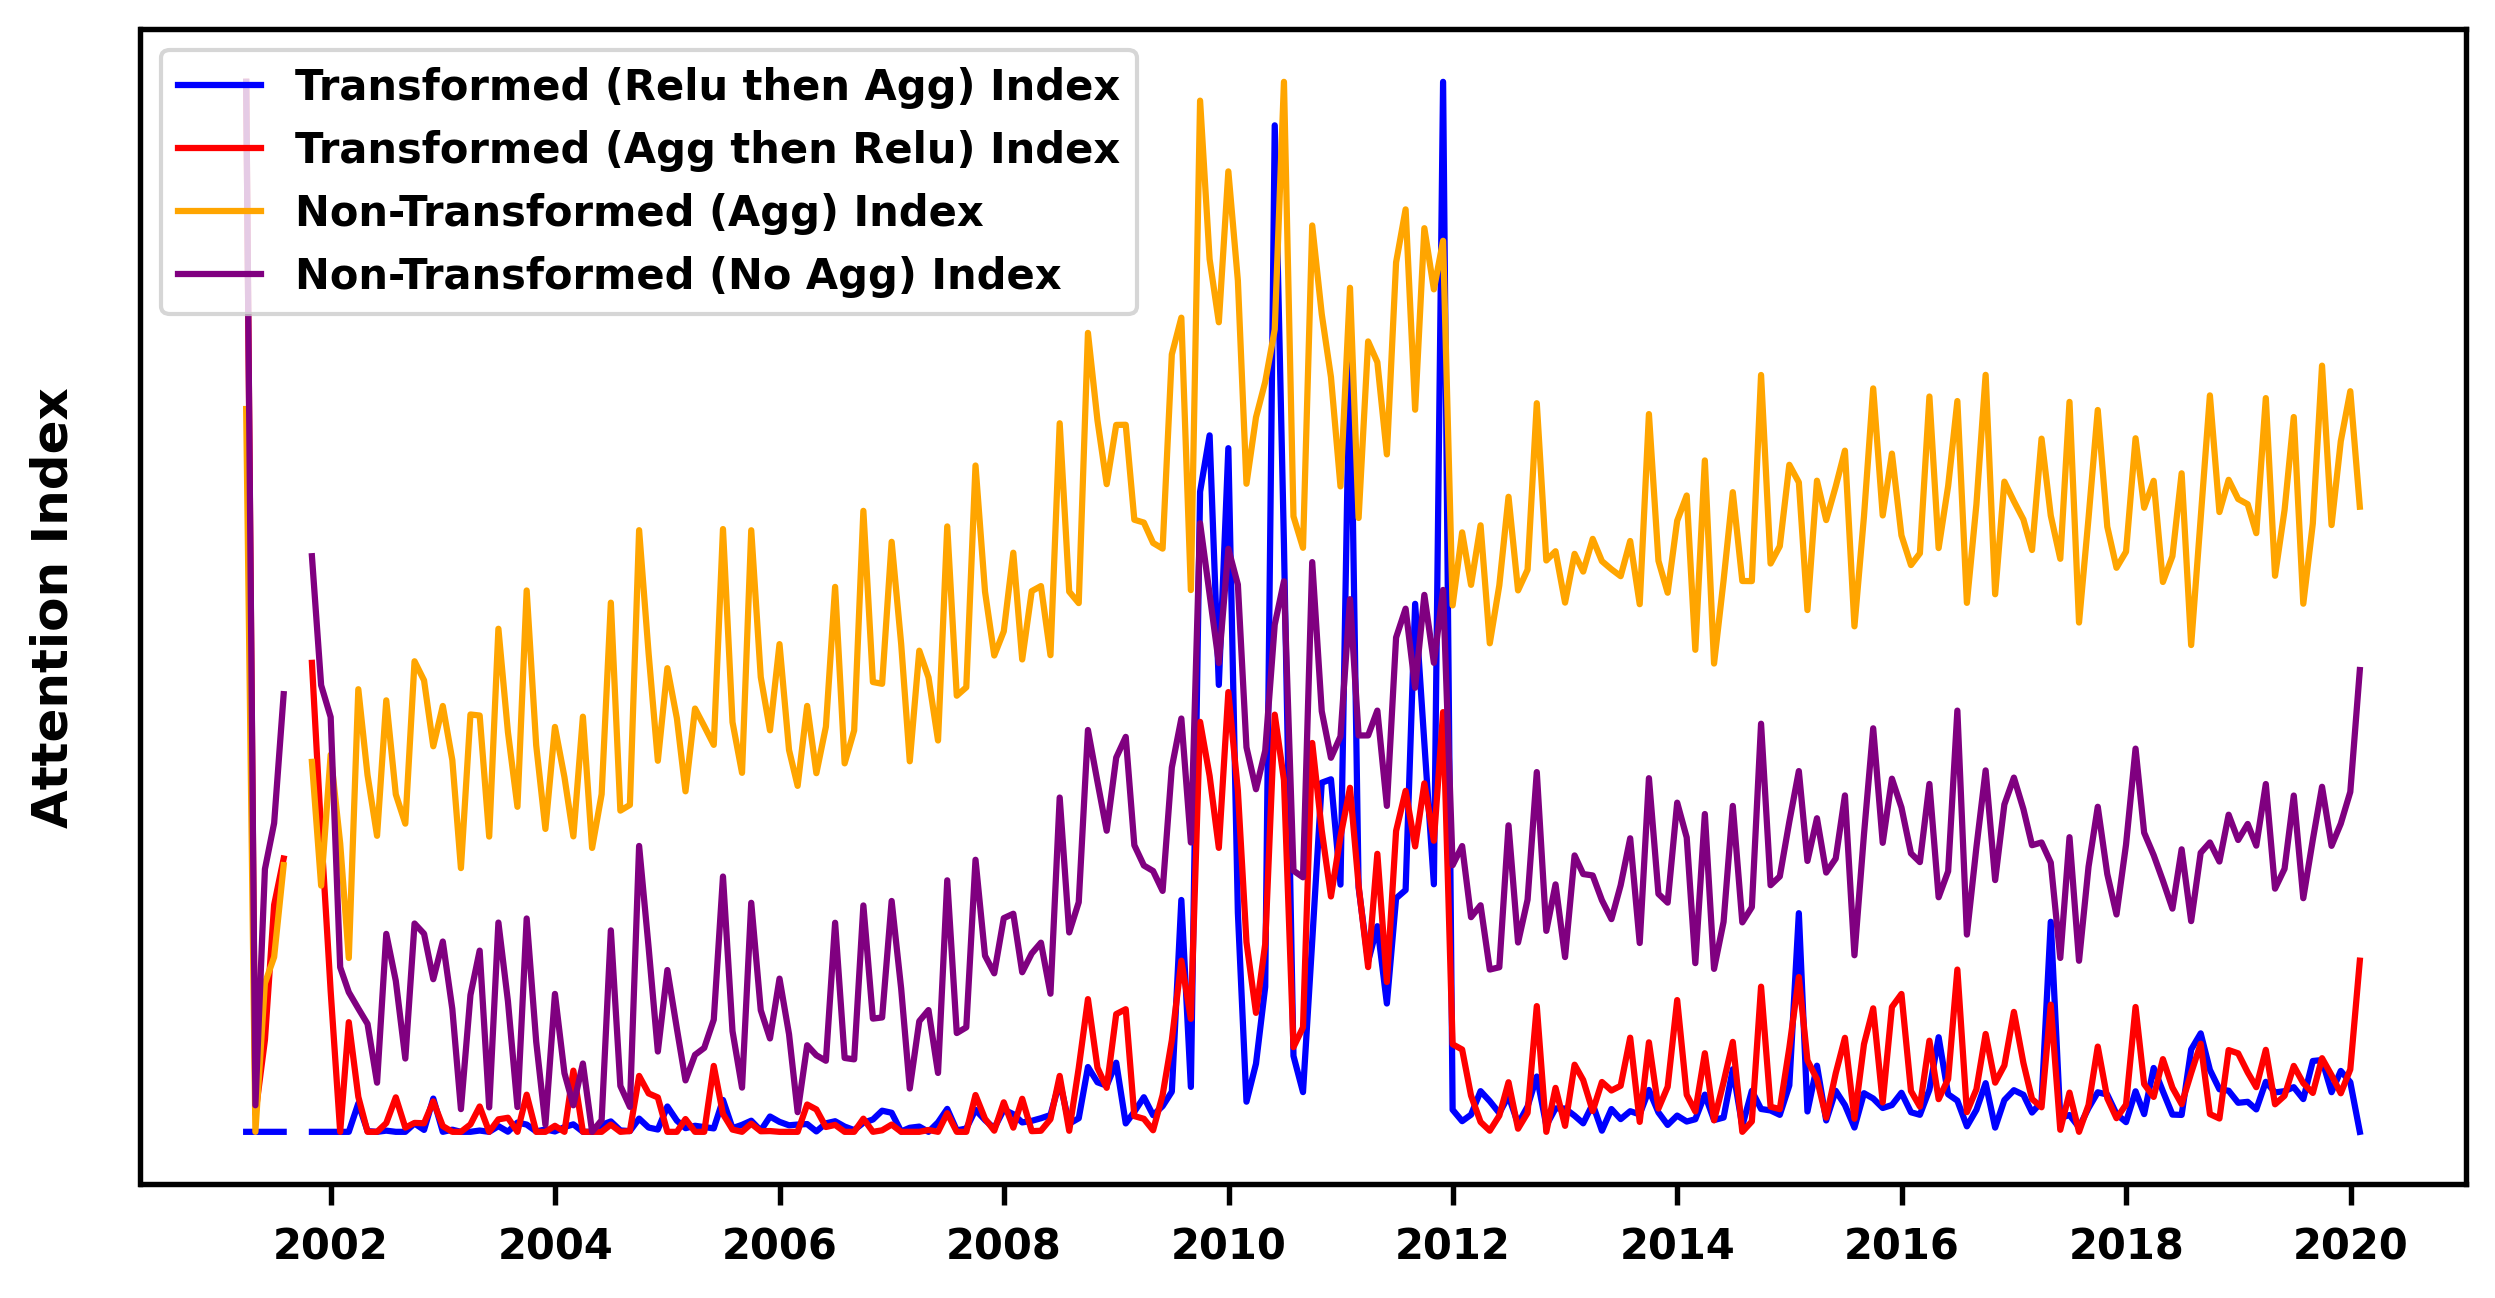 Transformed (Relu then Agg) Index
Transformed (Agg then Relu) Index
Non-Transformed (Agg) Index
Non-Transformed (No Agg) Index
Attention Index
2002 2004 2006 2008 2010 2012 2014 2016 2018 2020